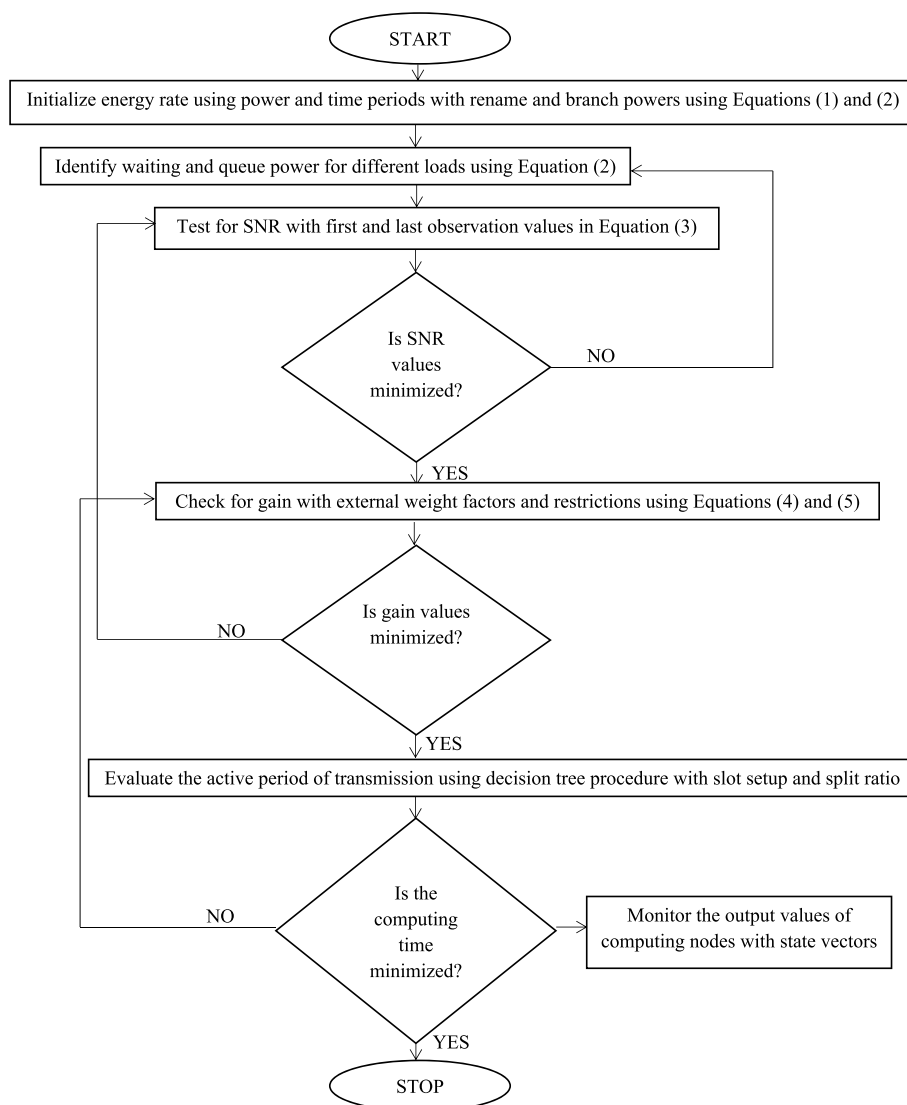 START
Initialize energy rate using power and time periods with rename and branch powers using Equations (1) and (2)
Identify waiting and queue power for different loads using Equation (2)
Test for SNR with first and last observation values in Equation (3)
Is SNR
values
minimized?
NO
YES
Check for gain with external weight factors and restrictions using Equations (4) and (5)
Is gain values
minimized?
NO
YES
Evaluate the active period of transmission using decision tree procedure with slot setup and split ratio
Is the
computing
time
minimized?
NO
Monitor the output values of
computing nodes with state vectors
YES
STOP